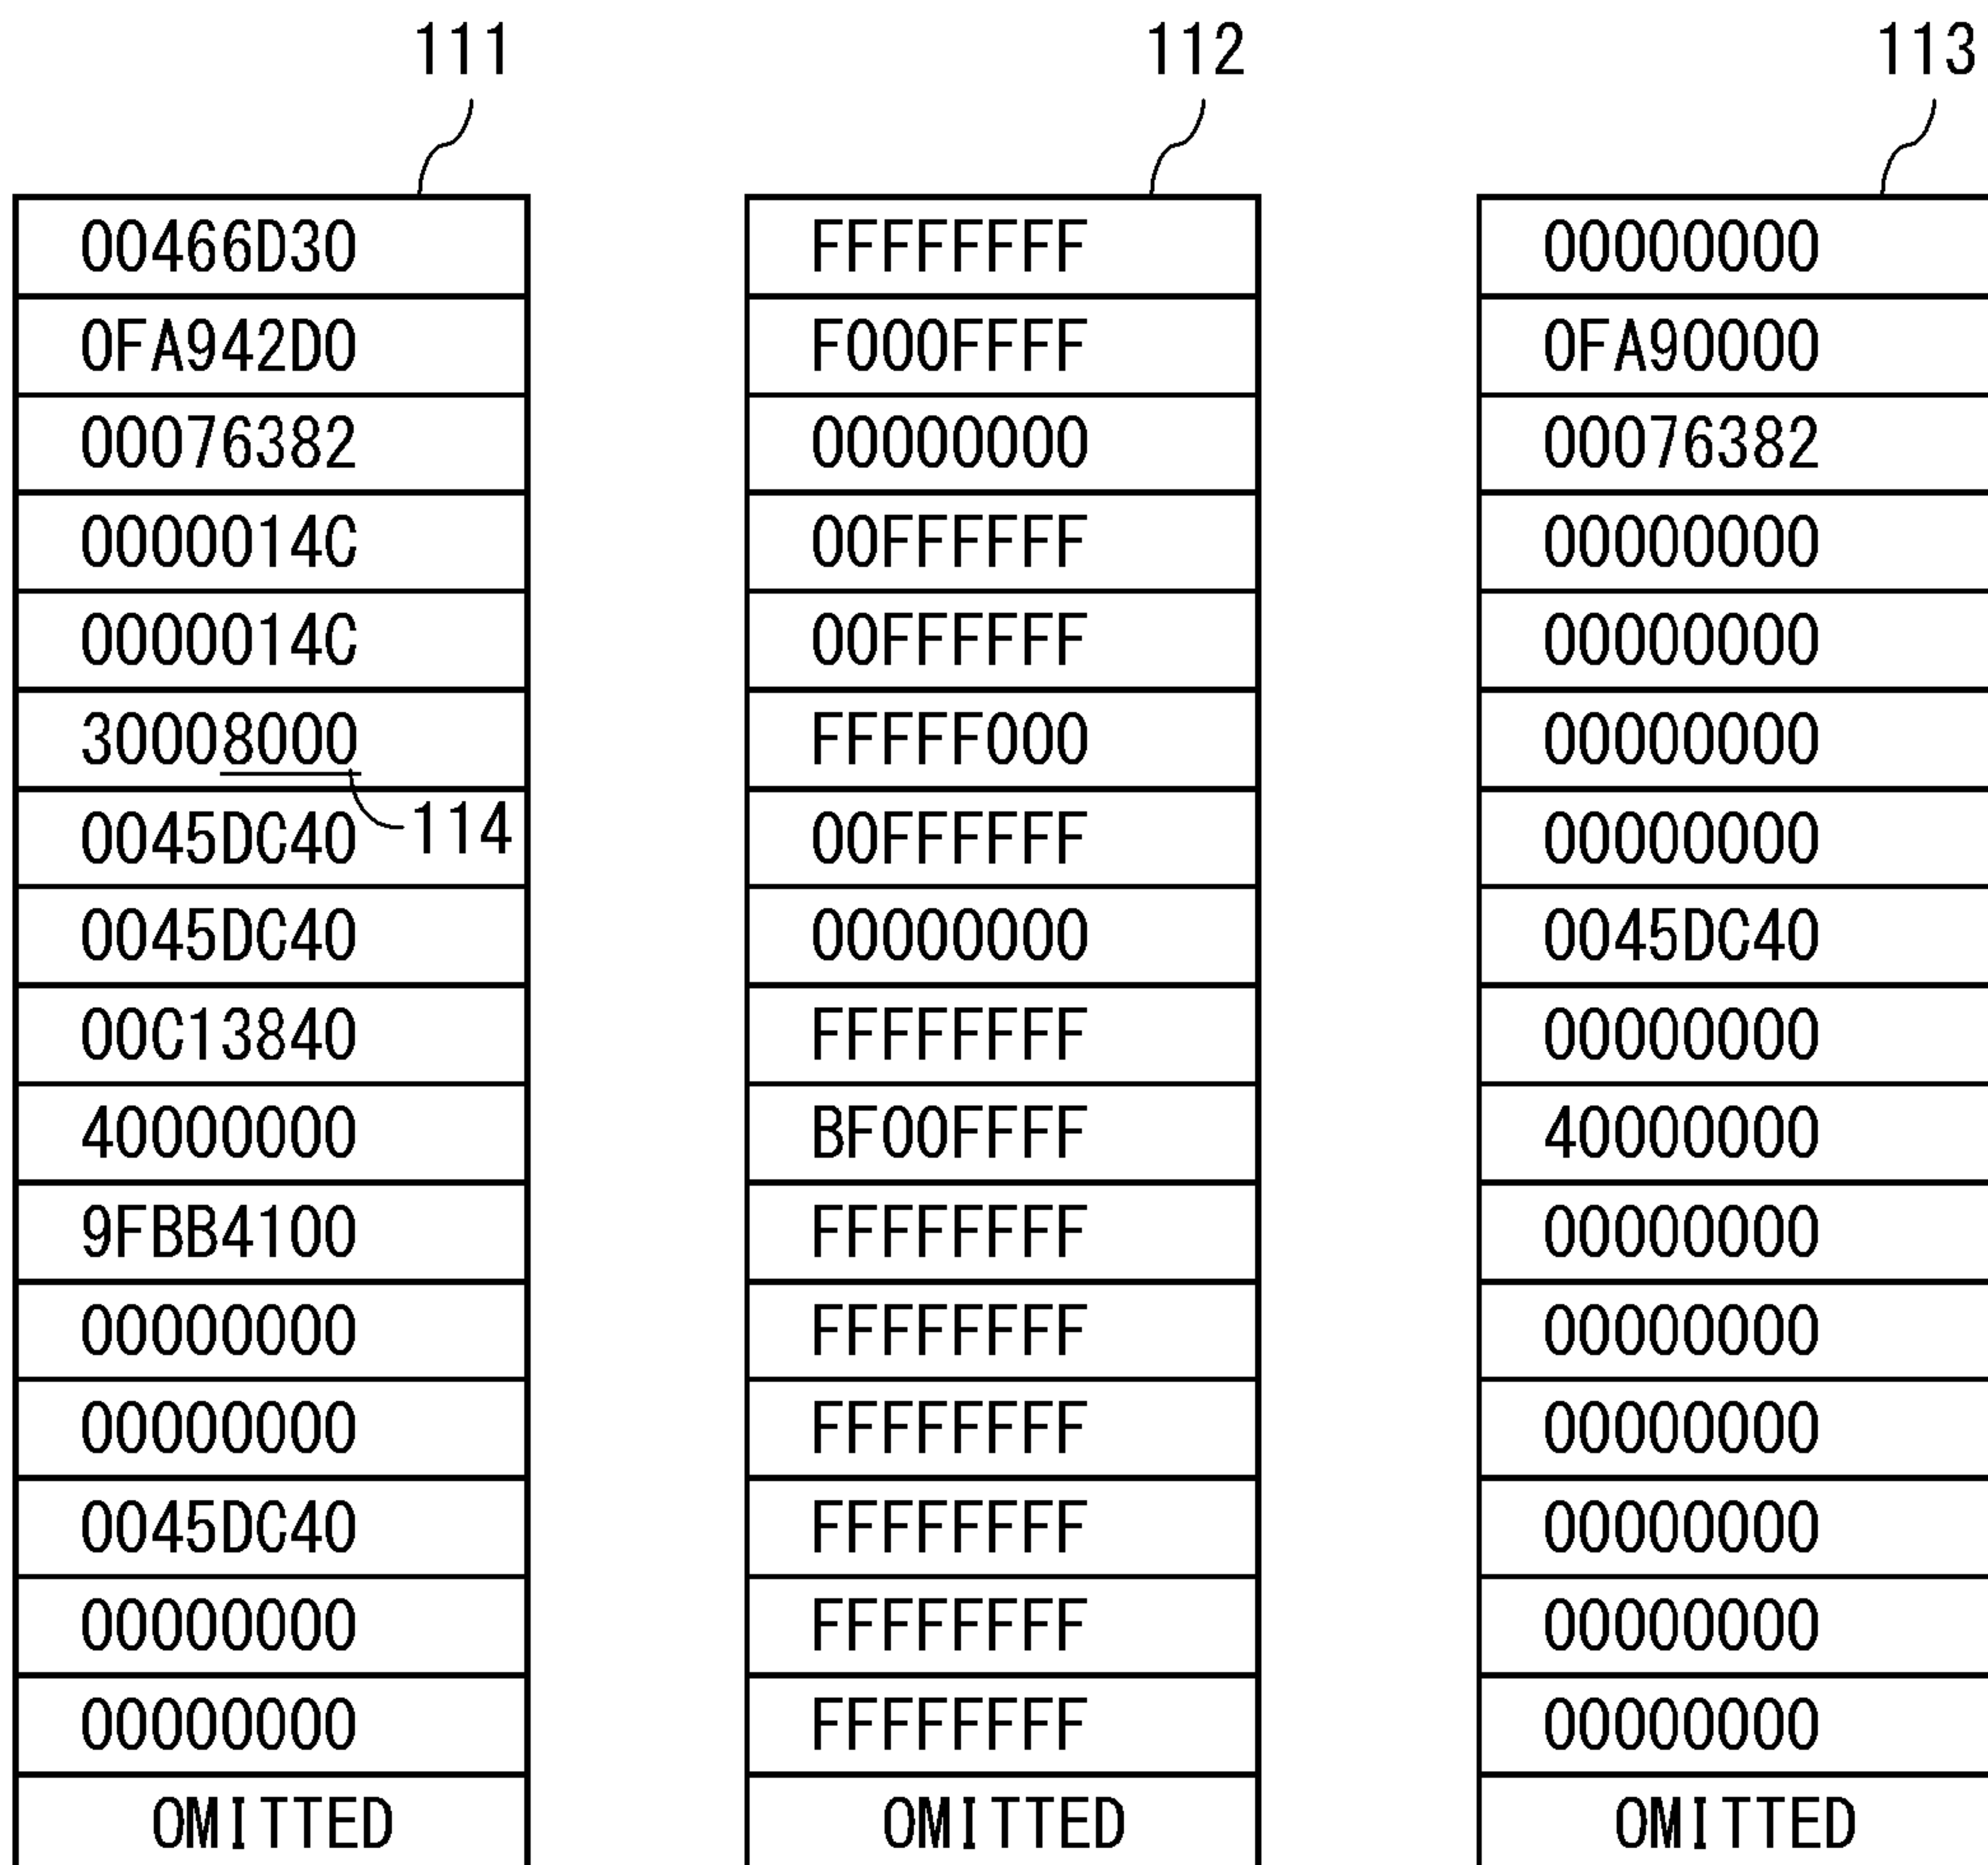 111 112 113
00466D30 FFFFFFFF 00000000
0FA942D0 F000FFFF 0FA90000
00076382 00000000 00076382
0000014C 00FFFFFF 00000000
0000014C 00FFFFFF 00000000
30008000 FFFFF000 00000000
114
0045DC40 00FFFFFF 00000000
0045DC40 00000000 0045DC40
00C13840 FFFFFFFF 00000000
40000000 BF00FFFF 40000000
9FBB4100 FFFFFFFF 00000000
00000000 FFFFFFFF 00000000
00000000 FFFFFFFF 00000000
0045DC40 FFFFFFFF 00000000
00000000 FFFFFFFF 00000000
00000000 FFFFFFFF 00000000
OMITTED OMITTED OMITTED